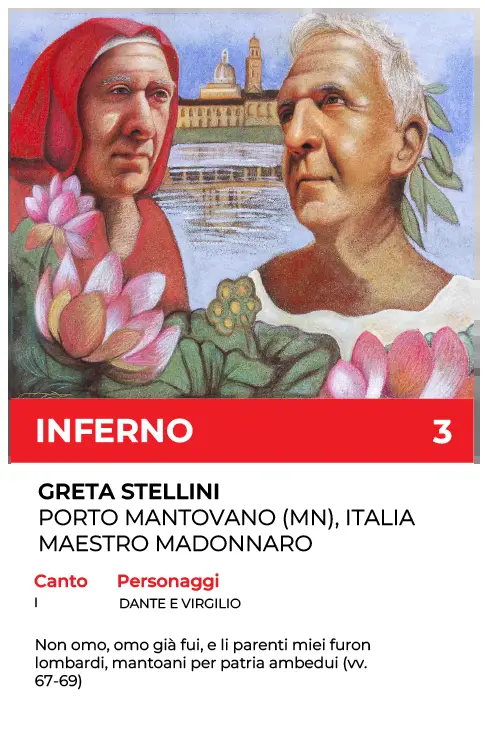 INFERNO 3
GRETA STELLINI
PORTO MANTOVANO (MN), ITALIA
MAESTRO MADONNARO
Canto Personaggi
I DANTE E VIRGILIO
Non omo, omo già fui, e li parenti miei furon
lombardi, mantoani per patria ambedui (vv.
67-69)